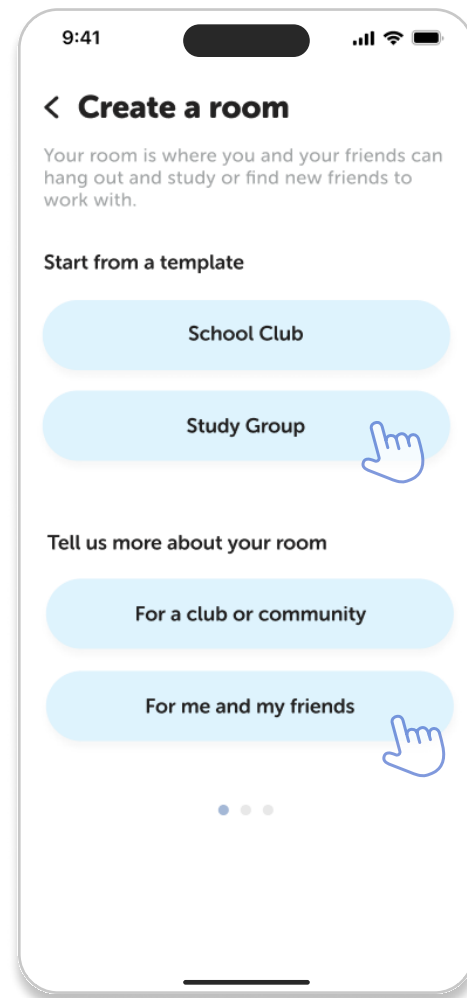 9:41
Create a room
Your room is where you and your friends can
hang out and study or find new friends to
work with.
Start from a template
School Club
Study Group
Tell us more about your room
For a club or community
For me and my friends